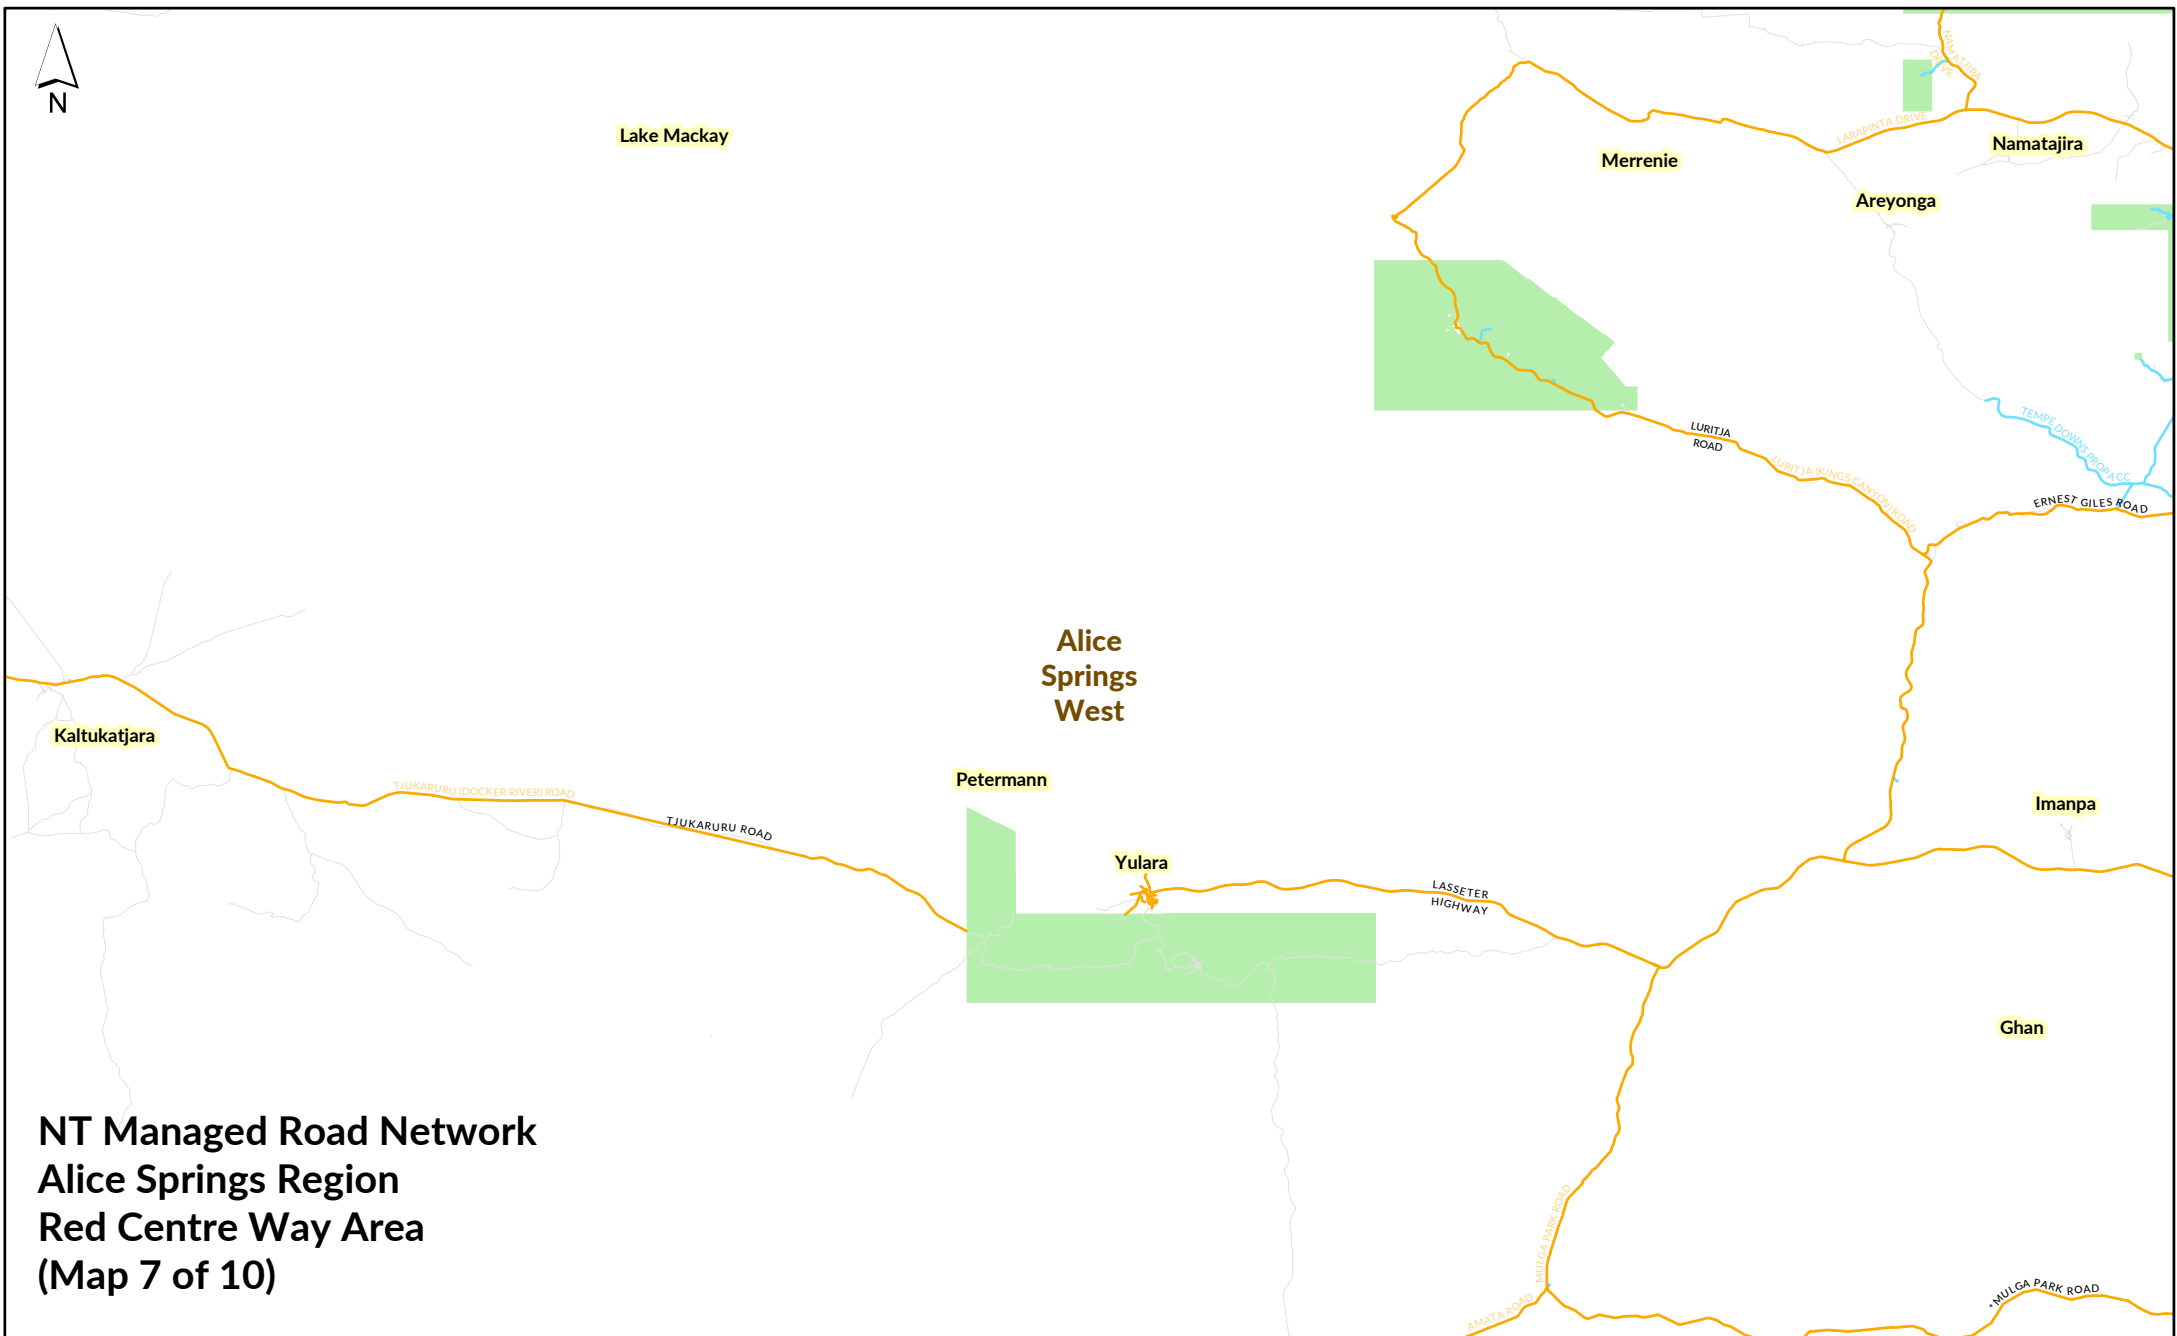 N
NAMATJIRA
DRIVE
Lake Mackay
LARAPINTA DRIVE
Namatajira
Merrenie
Areyonga
TEMPE DOWNS PROP ACC
LURITJA
ROAD
LURITJA (KINGS CANYON) ROAD
ERNEST GILES ROAD
Alice
Springs
West
Kaltukatjara
Petermann
TJUKARURU (DOCKER RIVER) ROAD
Imanpa
TJUKARURU ROAD
Yulara
LASSETER
HIGHWAY
Ghan
NT Managed Road Network
Alice Springs Region
Red Centre Way Area
(Map 7 of 10)
MULGA PARK ROAD
AMATA ROAD
MULGA PARK ROAD